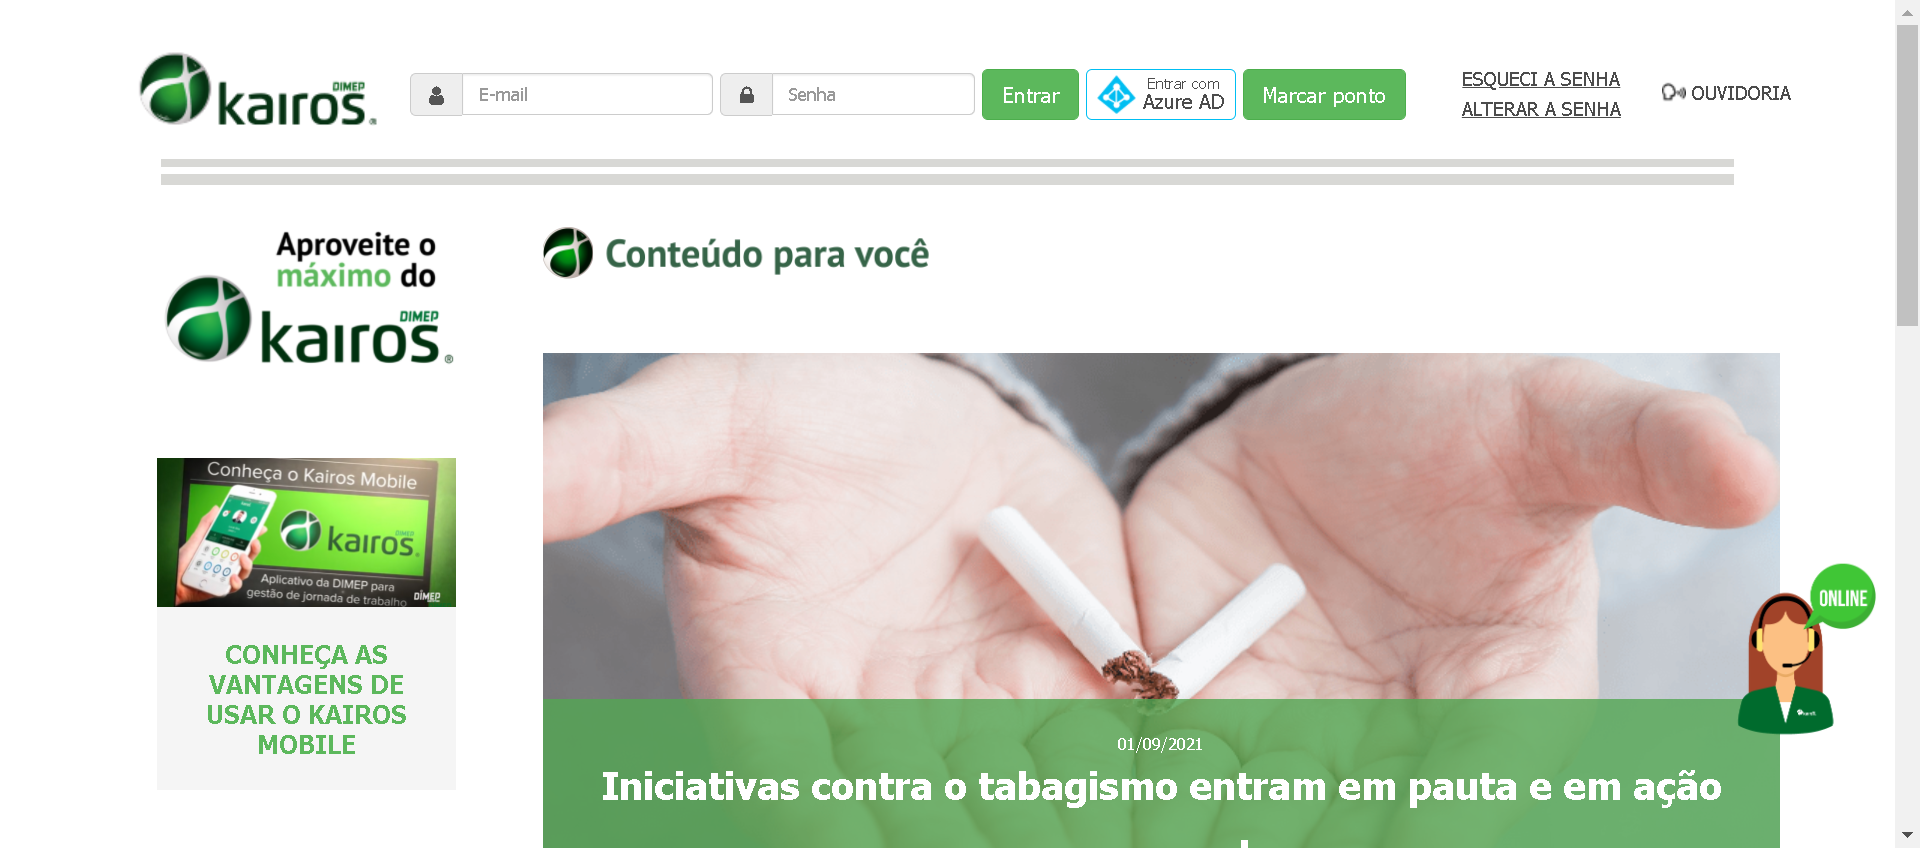 DIMEP
kairos®
E-mail
Senha
Entrar
Entrar com
Azure AD
Marcar ponto
ESQUECI A SENHA
ALTERAR A SENHA
OUVIDORIA
Aproveite o
máximo do
DIMEP
kairos®
Conteúdo para você
Conheça o Kairos Mobile
DIMEP
kairos®
Aplicativo da DIMEP para
gestão de jornada de trabalho
DIMEP
CONHEÇA AS
VANTAGENS DE
USAR O KAIROS
MOBILE
ONLINE
01/09/2021
Iniciativas contra o tabagismo entram em pauta e em ação